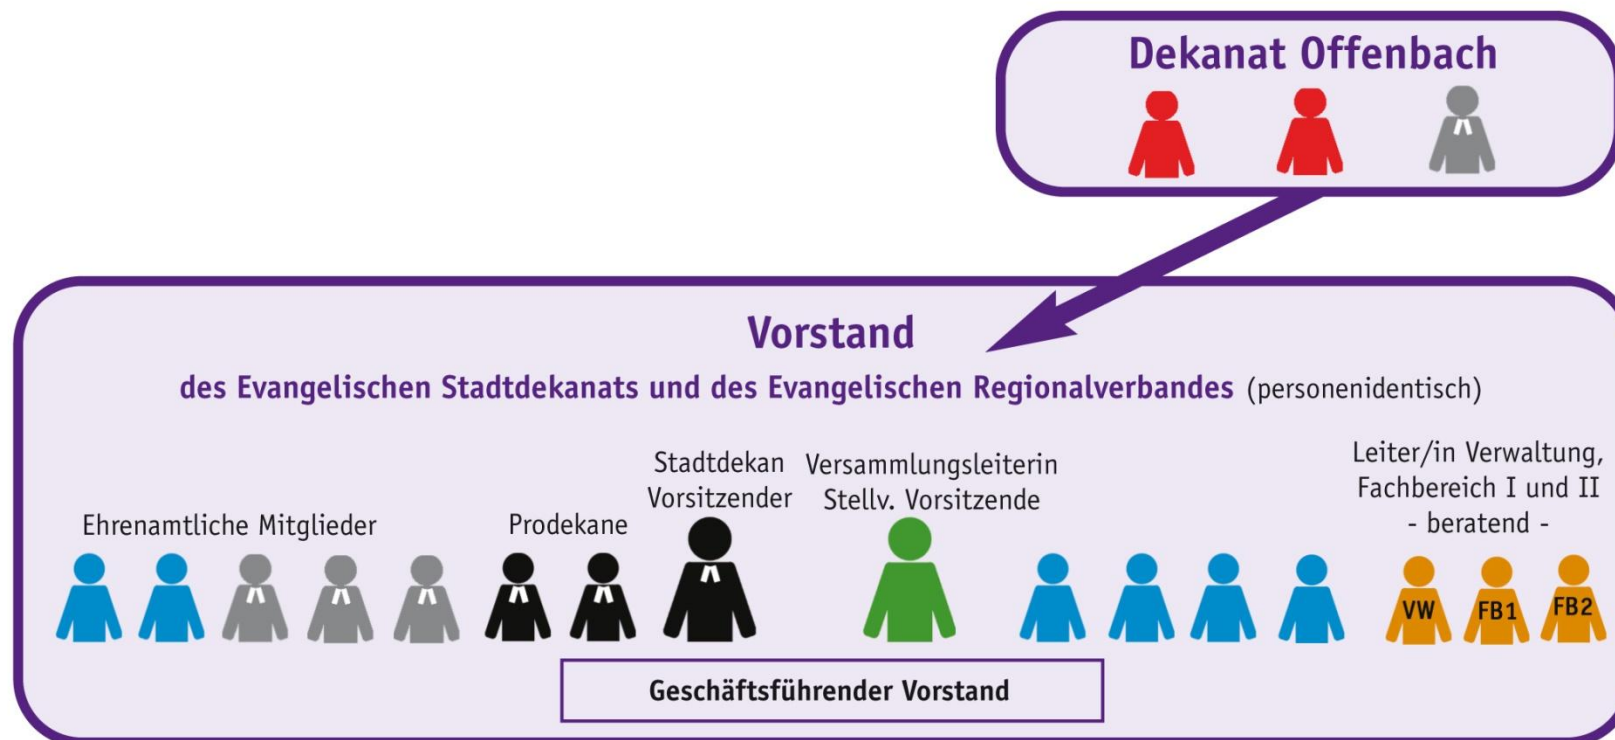 Dekanat Offenbach
Vorstand
des Evangelischen Stadtdekanats und des Evangelischen Regionalverbandes (personenidentisch)
Ehrenamtliche Mitglieder
Prodekane
Stadtdekan
Vorsitzender
Versammlungsleiterin
Stellv. Vorsitzende
Leiter/in Verwaltung,
Fachbereich I und II
- beratend -
VW
FB1
FB2
Geschäftsführender Vorstand